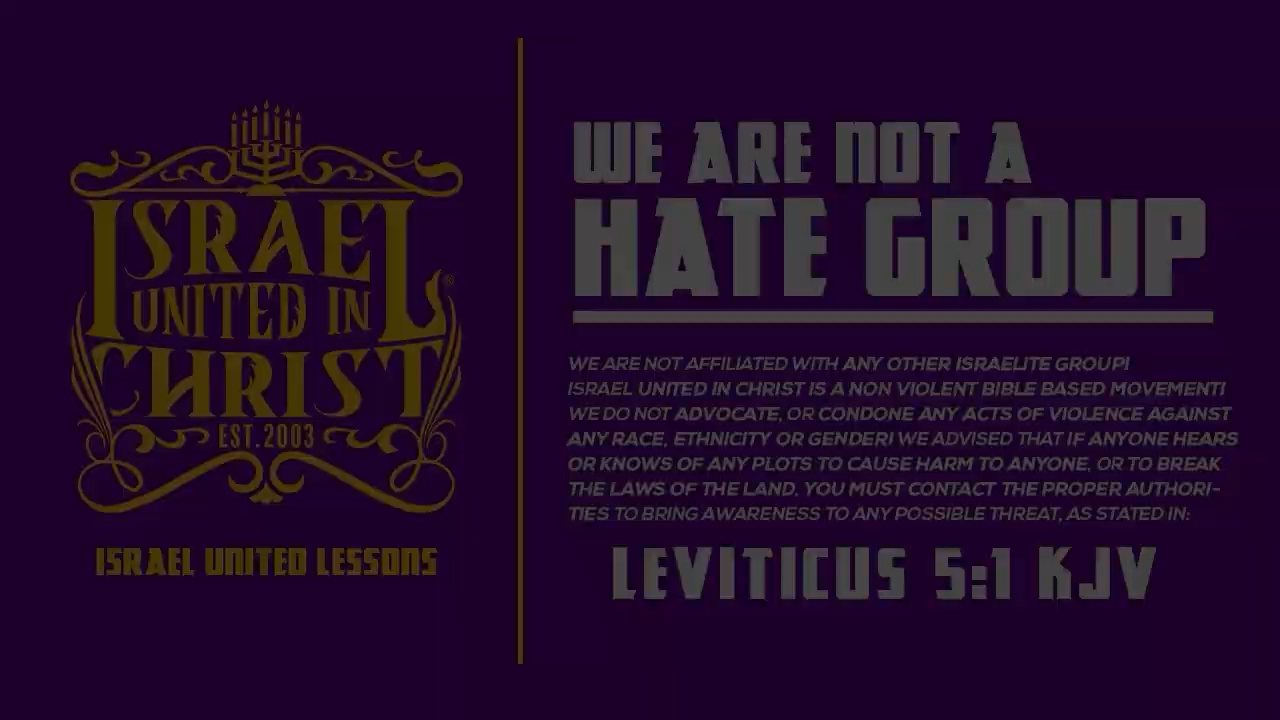 ISRAEL
UNITED IN
CHRIST
®
EST. 2003
ISRAEL UNITED LESSONS
WE ARE NOT A
HATE GROUP
WE ARE NOT AFFILIATED WITH ANY OTHER ISRAELITE GROUP!
ISRAEL UNITED IN CHRIST IS A NON VIOLENT BIBLE BASED MOVEMENT!
WE DO NOT ADVOCATE, OR CONDONE ANY ACTS OF VIOLENCE AGAINST
ANY RACE, ETHNICITY OR GENDER! WE ADVISED THAT IF ANYONE HEARS
OR KNOWS OF ANY PLOTS TO CAUSE HARM TO ANYONE, OR TO BREAK
THE LAWS OF THE LAND. YOU MUST CONTACT THE PROPER AUTHORI-
TIES TO BRING AWARENESS TO ANY POSSIBLE THREAT, AS STATED IN:
LEVITICUS 5:1 KJV